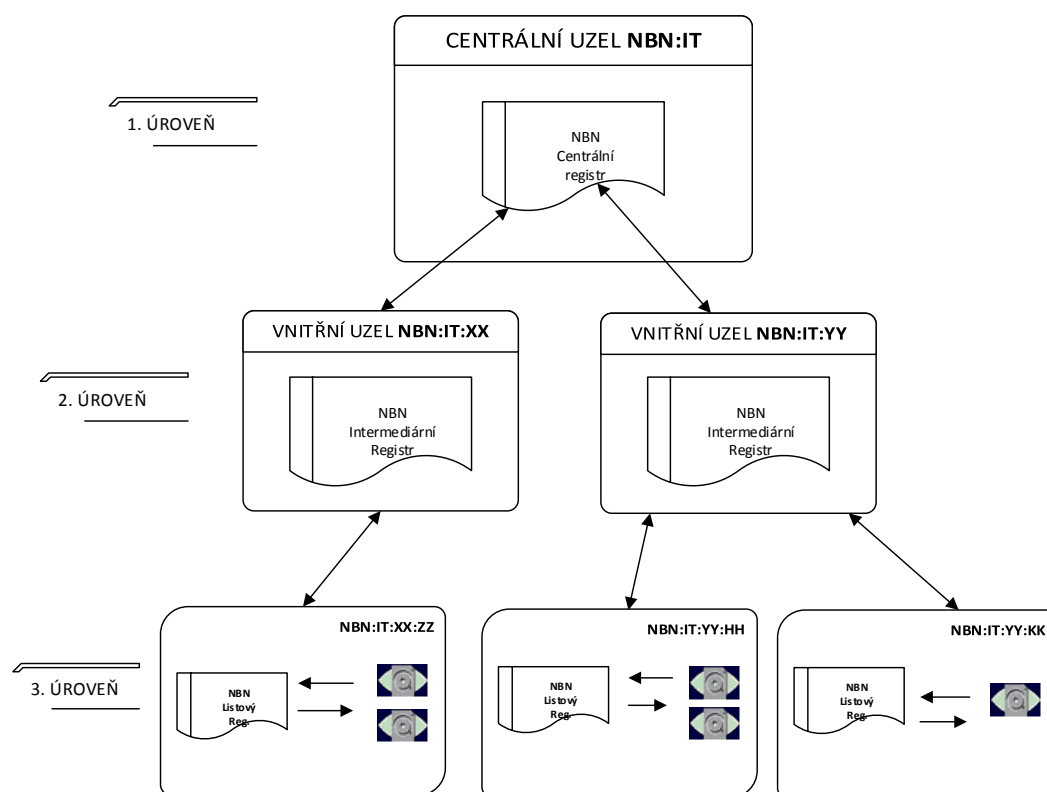 CENTRÁLNÍ UZEL NBN:IT
1. ÚROVEŇ
NBN
Centrální
registr
VNITŘNÍ UZEL NBN:IT:XX
VNITŘNÍ UZEL NBN:IT:YY
2. ÚROVEŇ
NBN
Intermediární
Registr
NBN
Intermediární
Registr
NBN:IT:XX:ZZ
NBN:IT:YY:HH
NBN:IT:YY:KK
3. ÚROVEŇ
NBN
Listový
Reg.
NBN
Listový
Reg.
NBN
Listový
Reg.